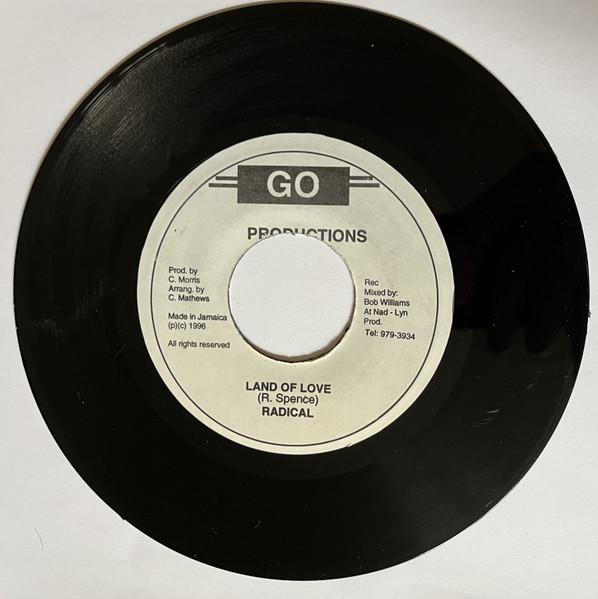 GO
PRODUCTIONS
Prod. by
C. Morris
Arrang. by
C. Mathews
Made in Jamaica
(p)(c) 1996
All rights reserved
Rec
Mixed by:
Bob Williams
At Nad - Lyn
Prod.
Tel: 979-3934
LAND OF LOVE
(R. Spence)
RADICAL